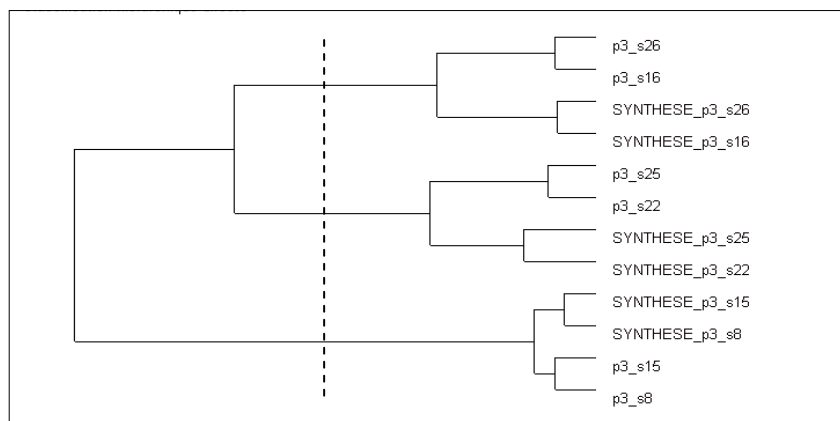 p3_s26
p3_s16
SYNTHESE_p3_s26
SYNTHESE_p3_s16
p3_s25
p3_s22
SYNTHESE_p3_s25
SYNTHESE_p3_s22
SYNTHESE_p3_s15
SYNTHESE_p3_s8
p3_s15
p3_s8